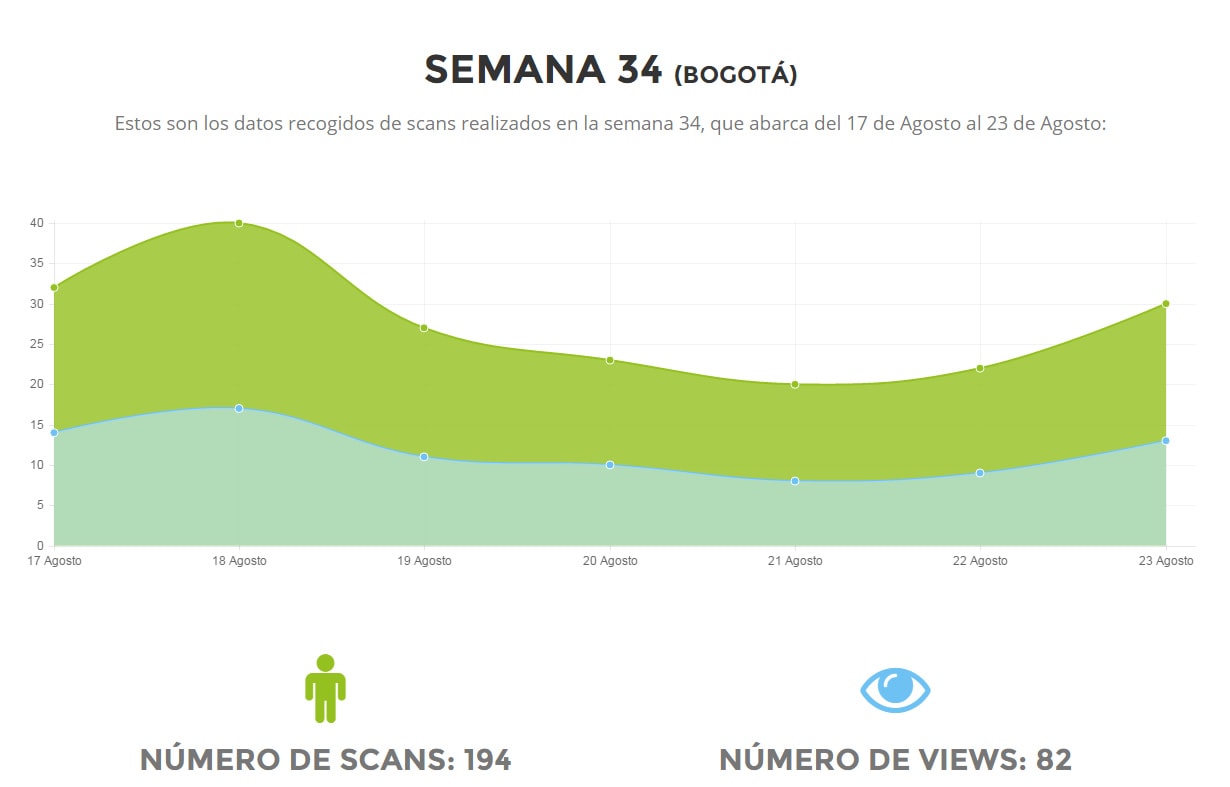 SEMANA 34 (BOGOTÁ)
Estos son los datos recogidos de scans realizados en la semana 34, que abarca del 17 de Agosto al 23 de Agosto:
40
35
30
25
20
15
10
5
0
17 Agosto 18 Agosto 19 Agosto 20 Agosto 21 Agosto 22 Agosto 23 Agosto
NÚMERO DE SCANS: 194 NÚMERO DE VIEWS: 82